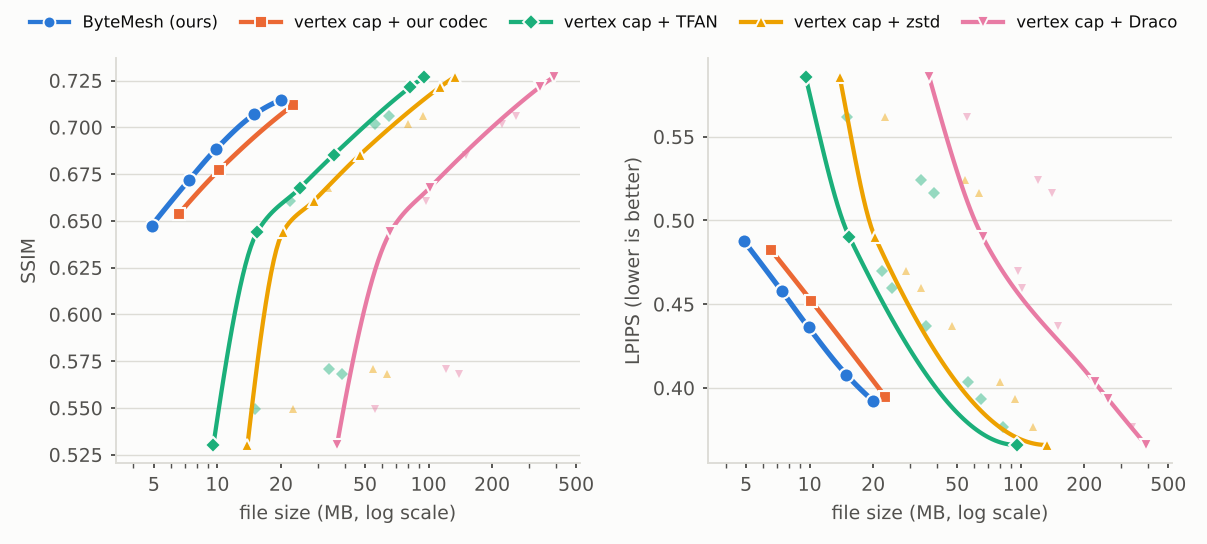 ByteMesh (ours) vertex cap + our codec vertex cap + TFAN vertex cap + zstd vertex cap + Draco
SSIM
0.725
0.700
0.675
0.650
0.625
0.600
0.575
0.550
0.525
5 10 20 50 100 200 500
file size (MB, log scale)
LPIPS (lower is better)
0.55
0.50
0.45
0.40
5 10 20 50 100 200 500
file size (MB, log scale)